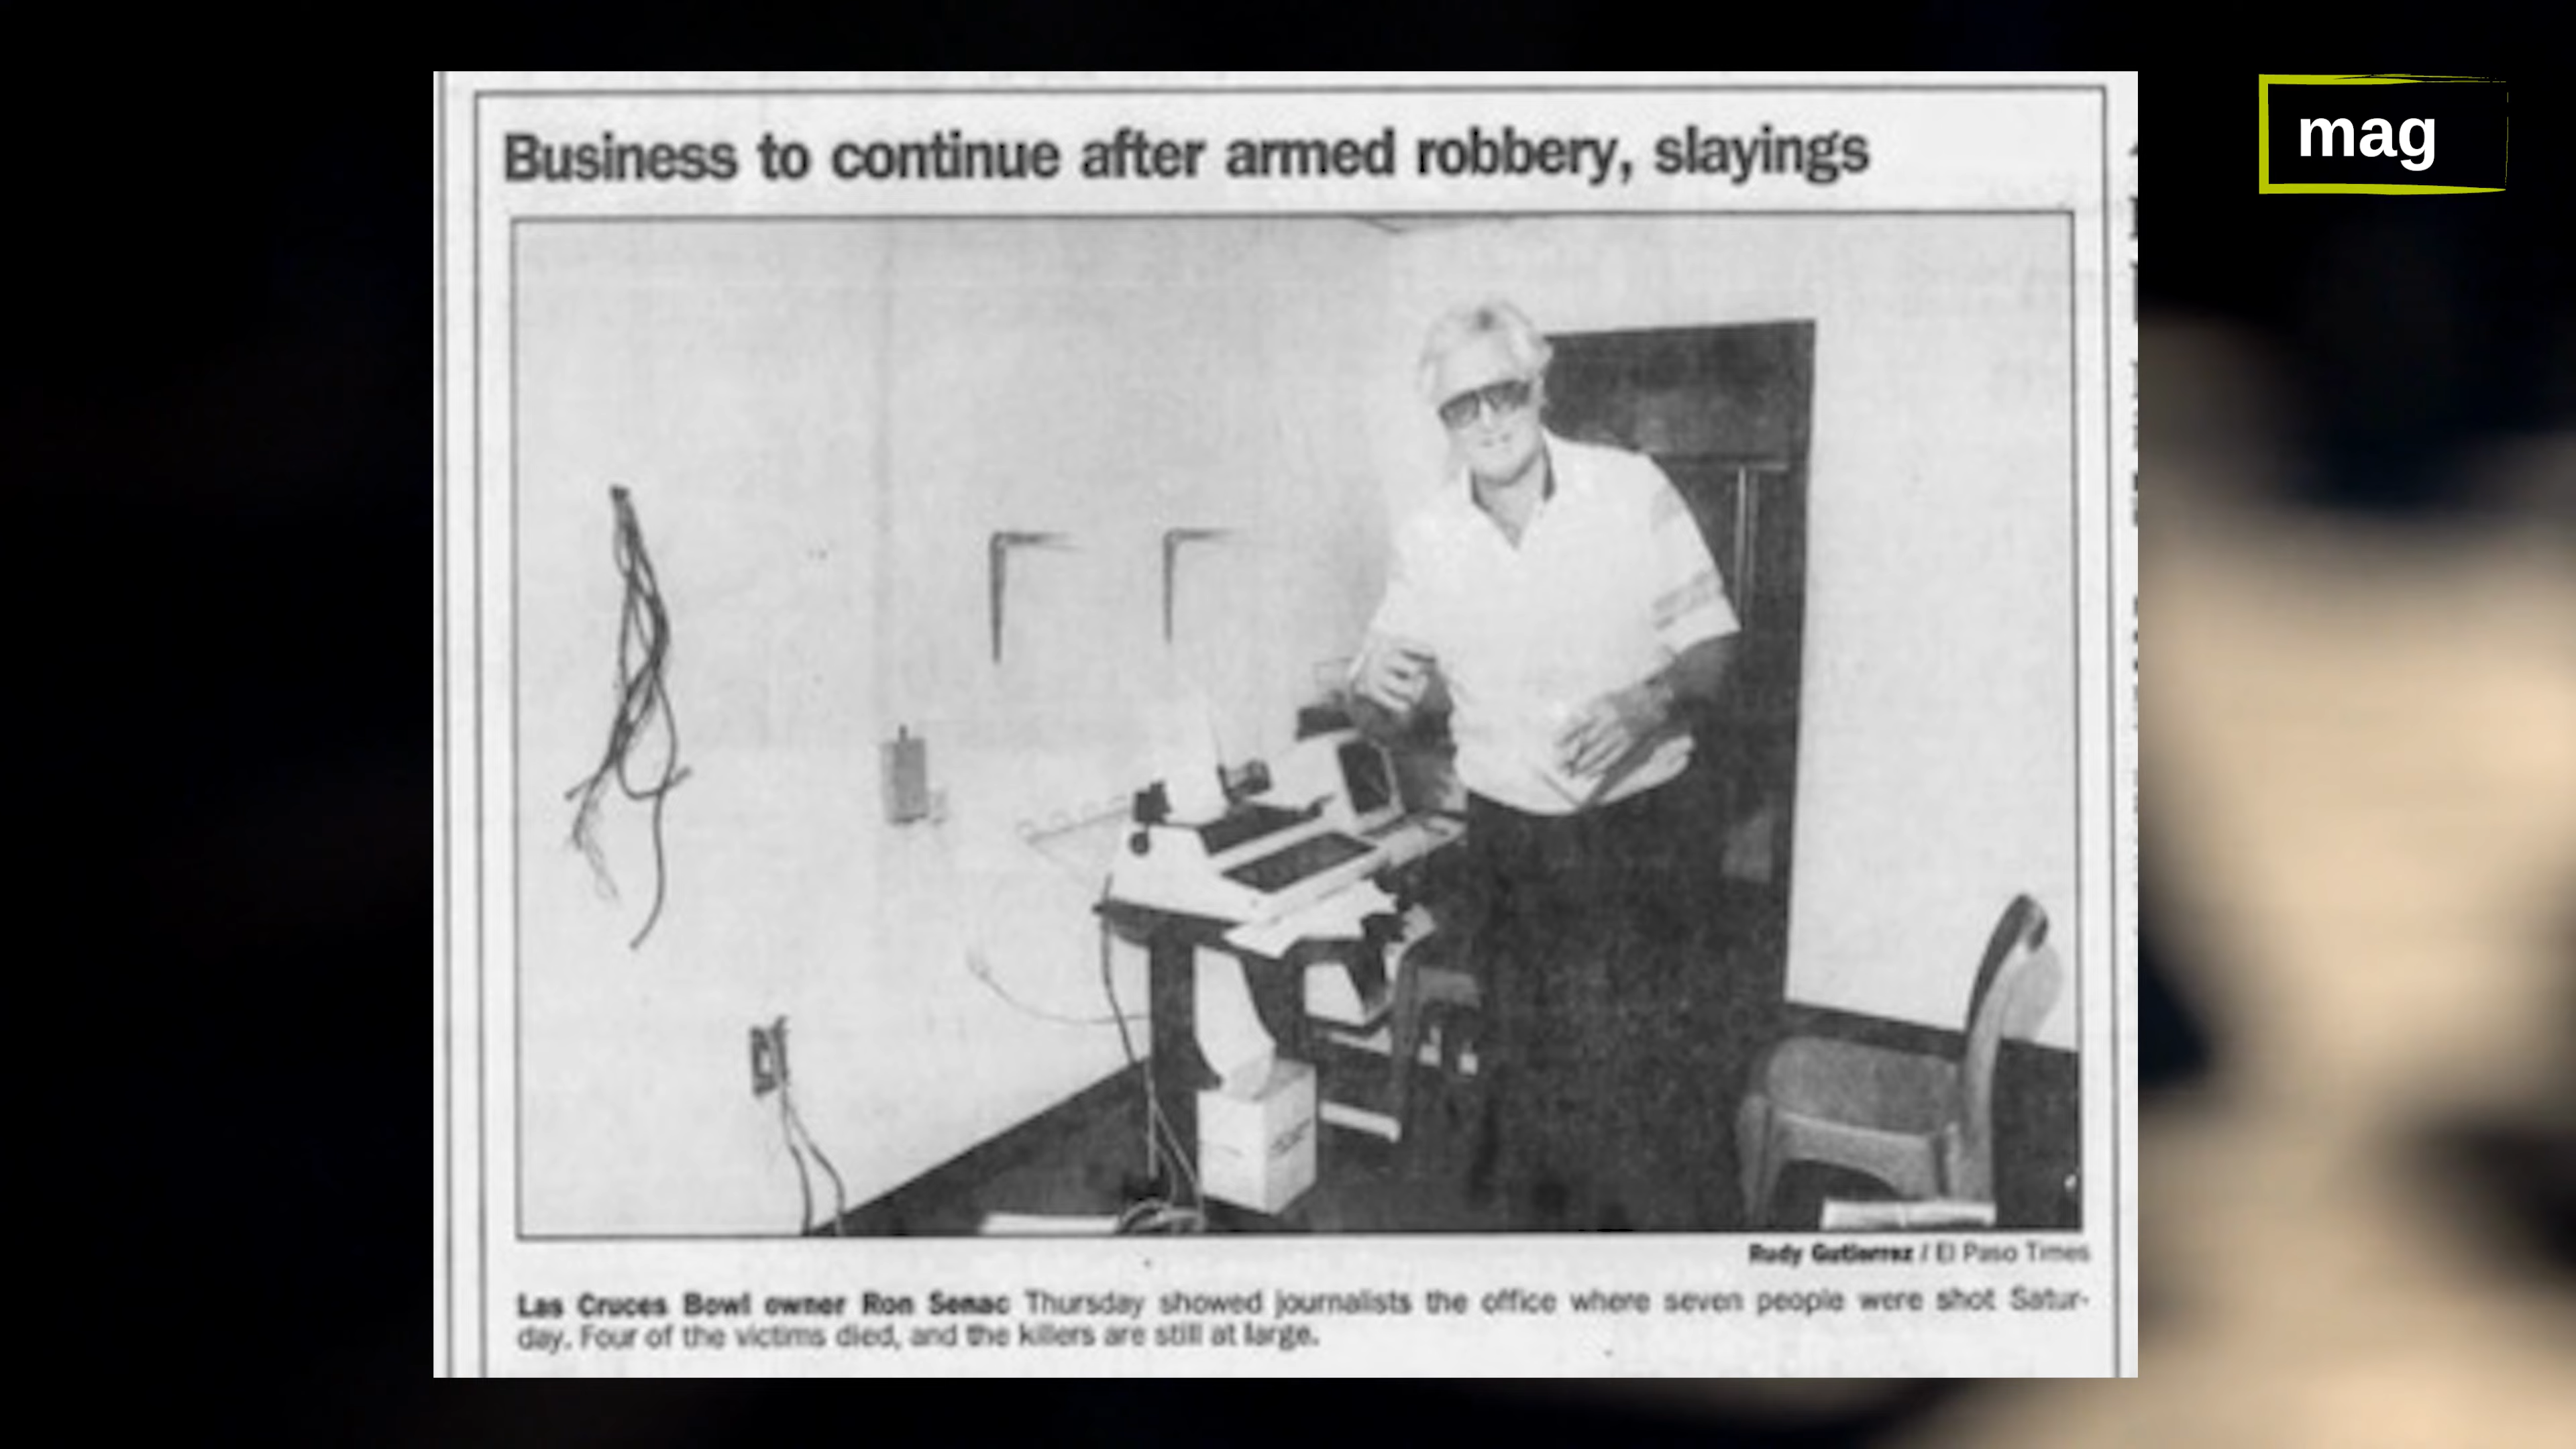 mag
Business to continue after armed robbery, slayings
Rudy Gutierrez / El Paso Times
Las Cruces Bowl owner Ron Senac Thursday showed journalists the office where seven people were shot Satur-
day. Four of the victims died, and the killers are still at large.